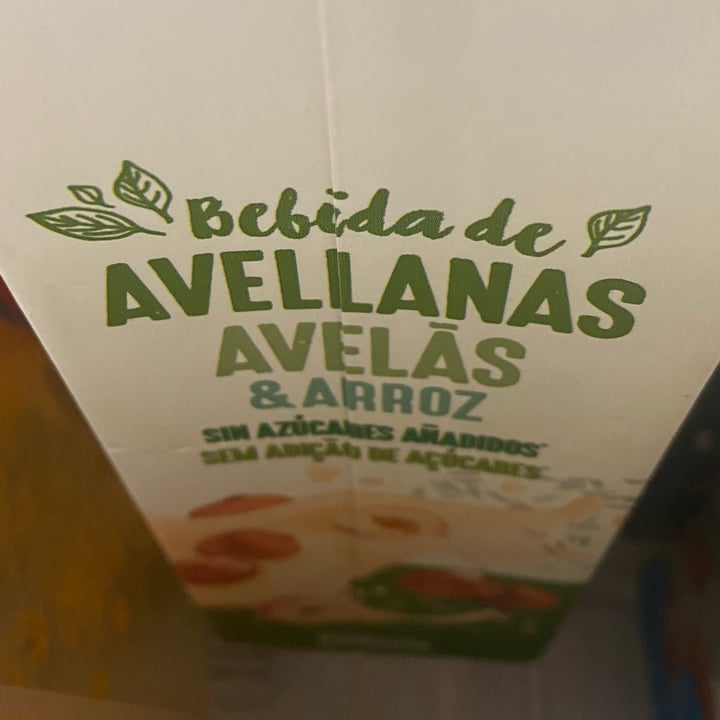 Bebida de
AVELLANAS
AVELÃS
& ARROZ
SIN AZÚCARES AÑADIDOS*
SEM ADIÇÃO DE AÇÚCARES*